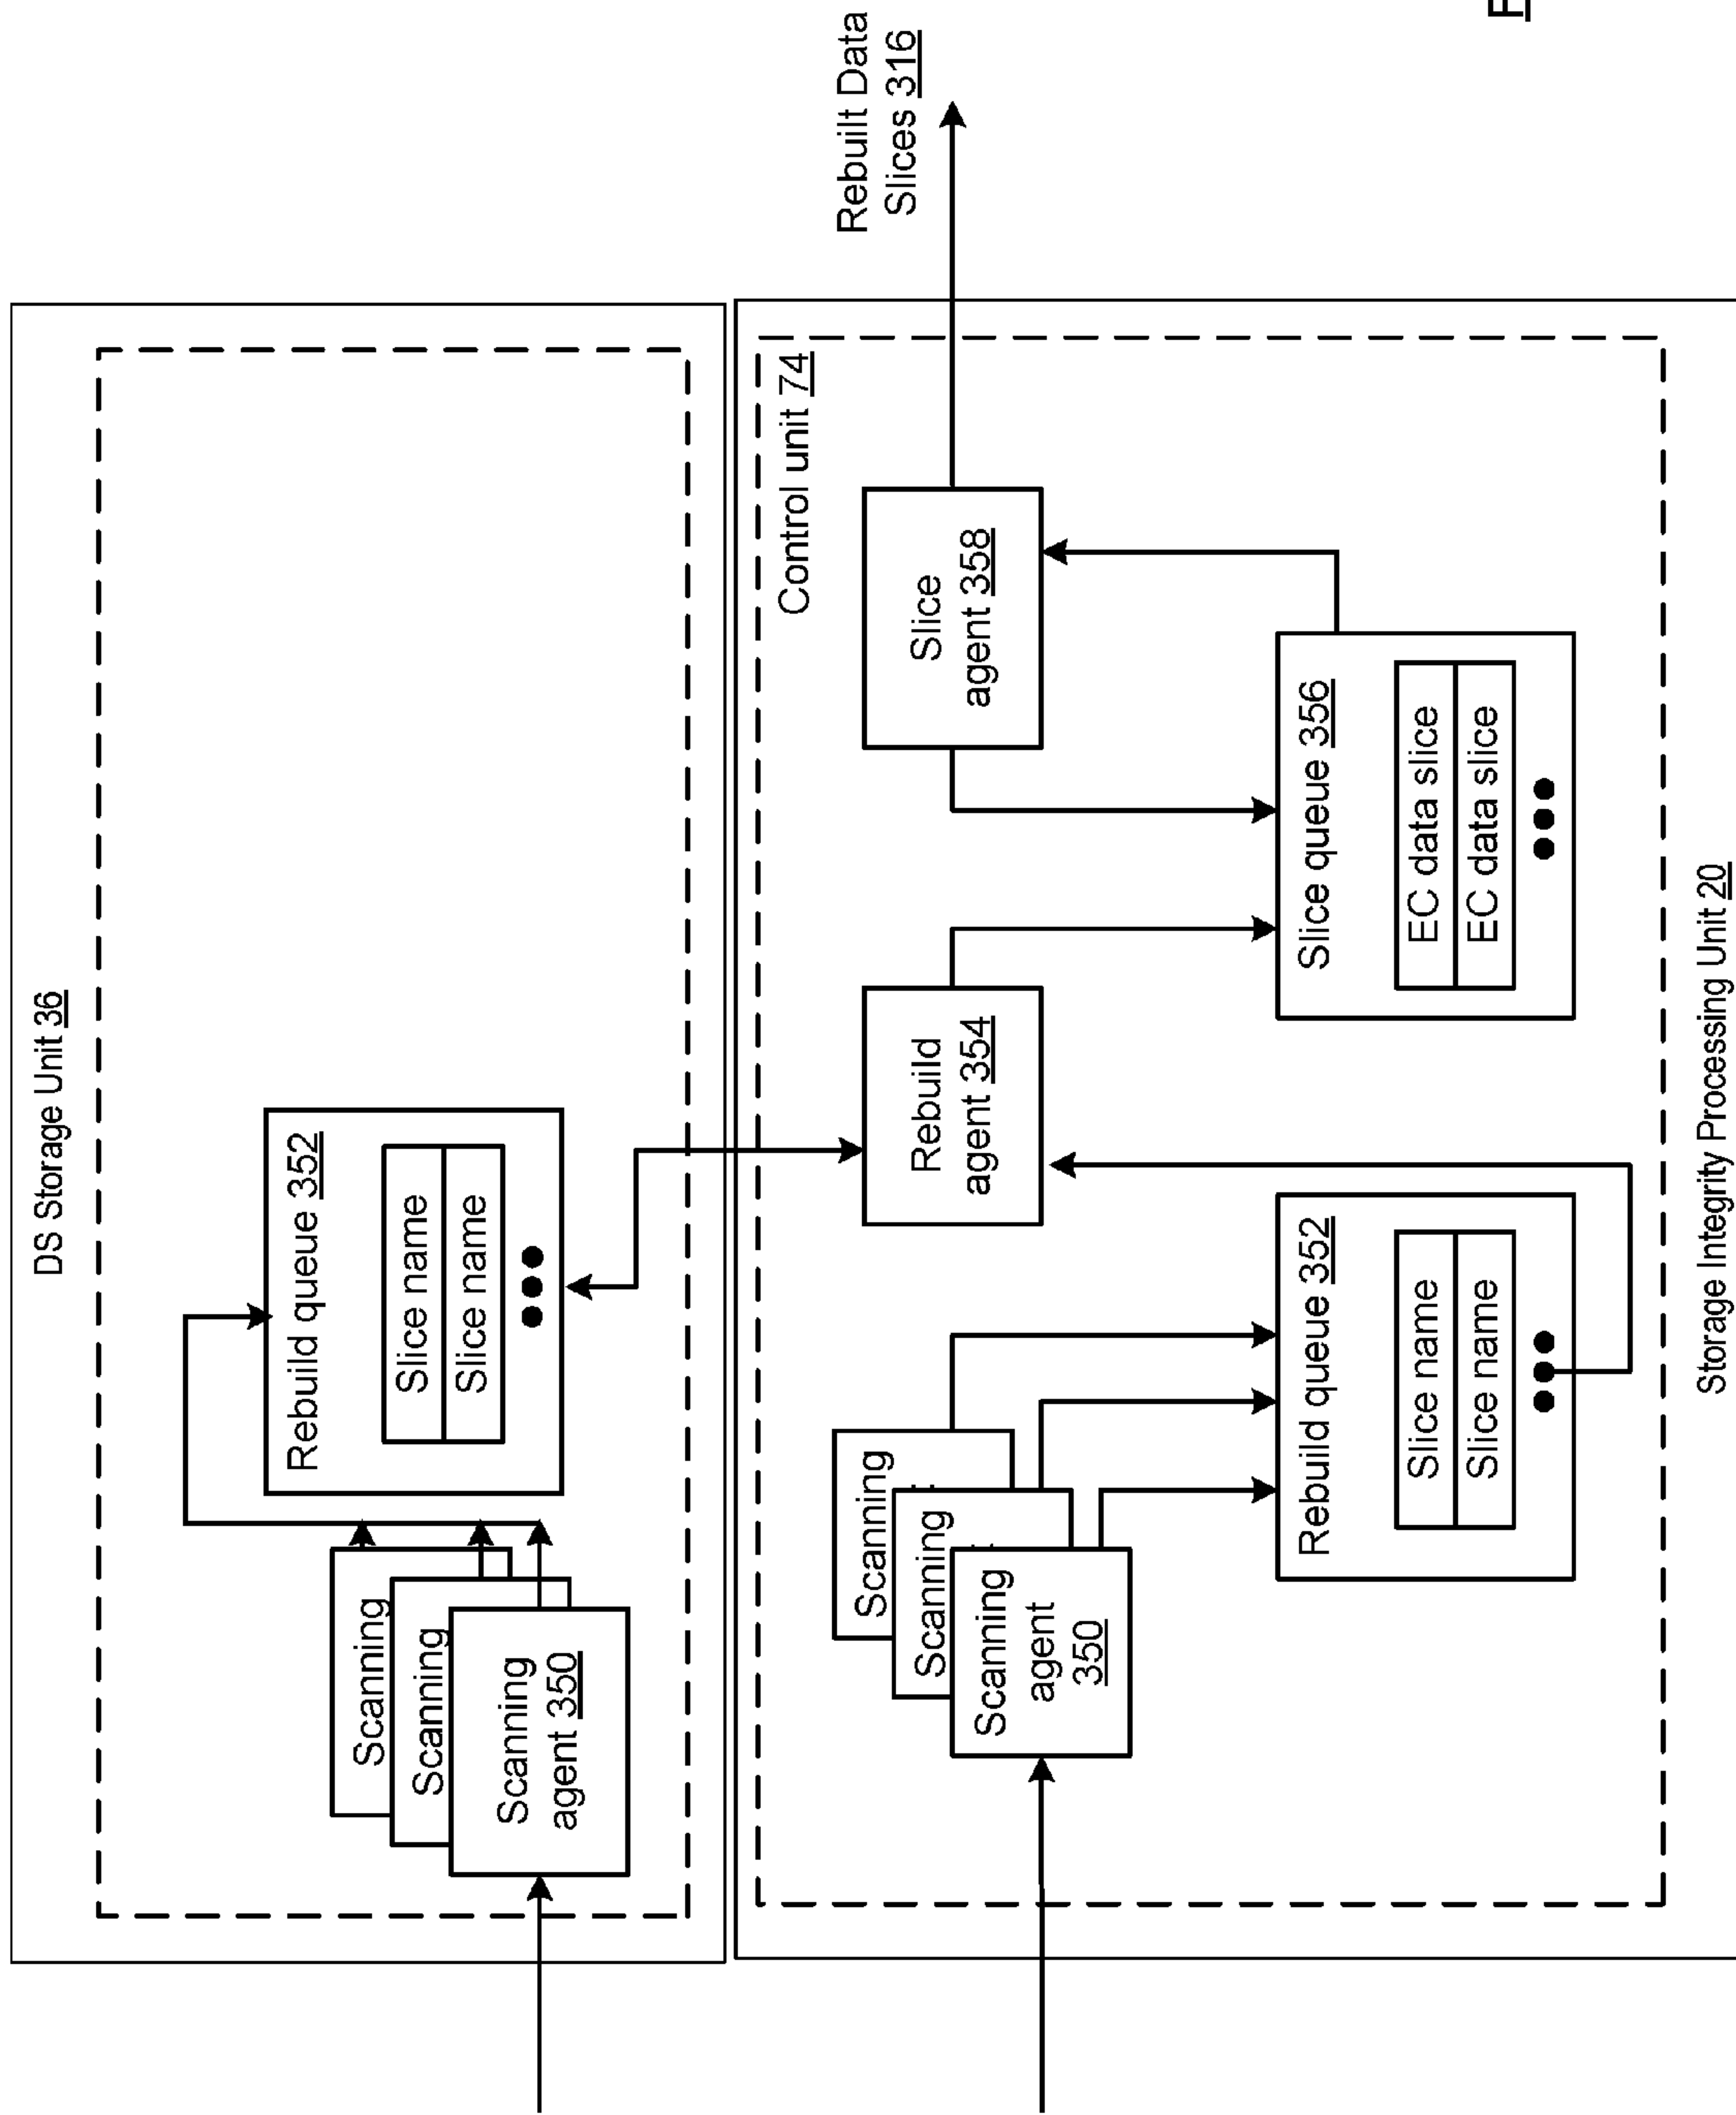 DS Storage Unit 36
Scanning
Scanning
Scanning
agent 350
Rebuild queue 352
Slice name
Slice name
Control unit 74
Scanning
Scanning
Scanning
agent
350
Rebuild queue 352
Slice name
Slice name
Rebuild
agent 354
Slice queue 356
EC data slice
EC data slice
Slice
agent 358
Rebuilt Data
Slices 316
Storage Integrity Processing Unit 20